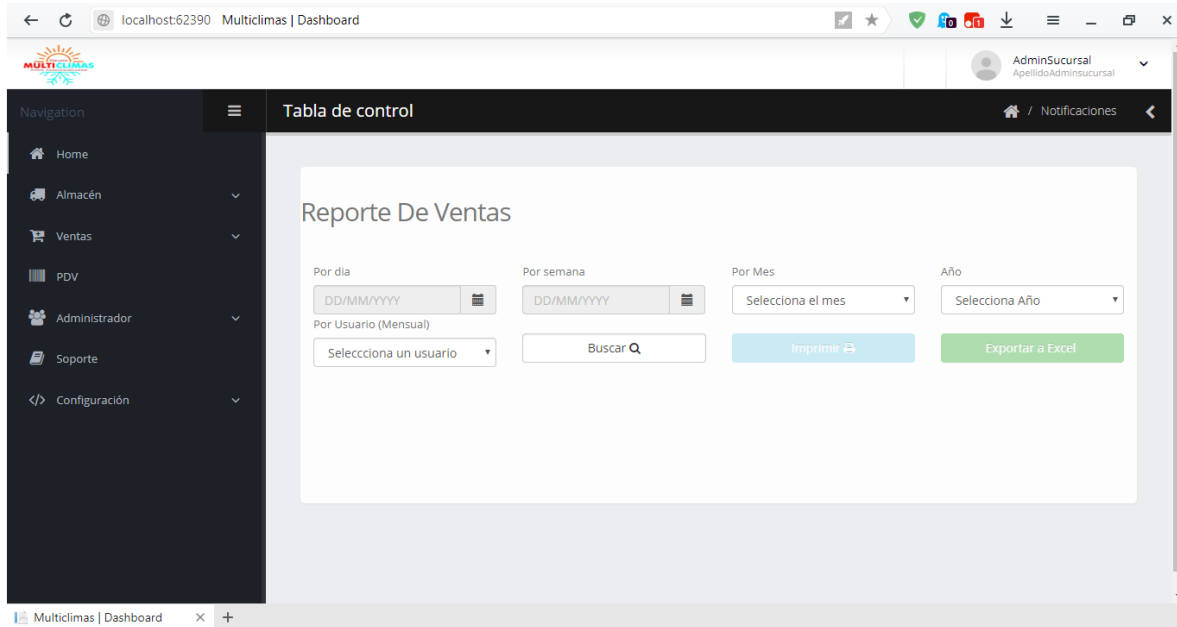 localhost:62390 Multiclimas | Dashboard
MULTICLIMAS
AdminSucursal
ApellidoAdminsucursal
Navigation
Tabla de control
/ Notificaciones
Home
Almacén
Ventas
PDV
Administrador
Soporte
</> Configuración
Reporte De Ventas
Por dia
Por semana
Por Mes
Año
DD/MM/YYYY
DD/MM/YYYY
Selecciona el mes
Selecciona Año
Por Usuario (Mensual)
Seleccciona un usuario
Buscar
Imprimir
Exportar a Excel
Multiclimas | Dashboard